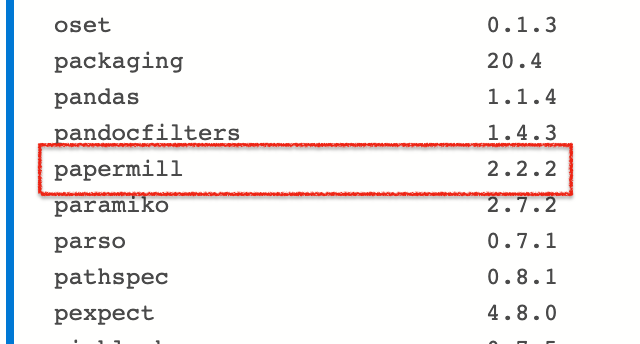 oset 0.1.3
packaging 20.4
pandas 1.1.4
pandocfilters 1.4.3
papermill 2.2.2
paramiko 2.7.2
parso 0.7.1
pathspec 0.8.1
pexpect 4.8.0